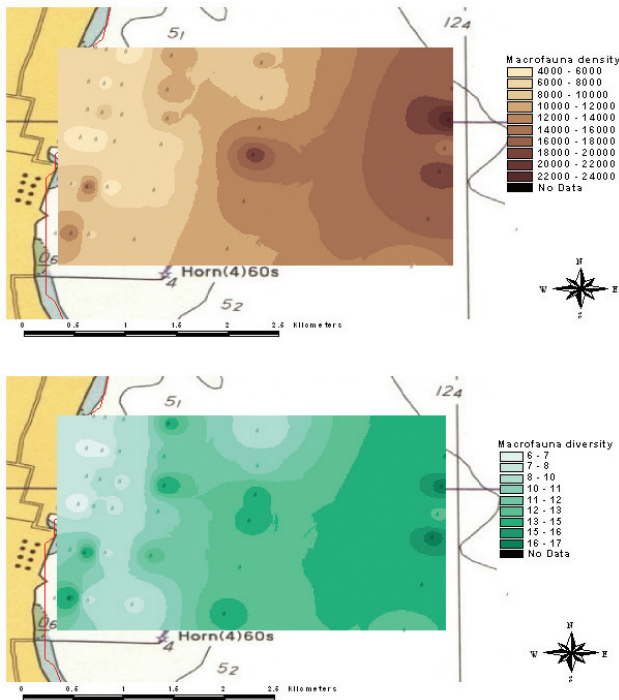 5₁
12₄
Macrofauna density
4000 - 6000
6000 - 8000
8000 - 10000
10000 - 12000
12000 - 14000
14000 - 16000
16000 - 18000
18000 - 20000
20000 - 22000
22000 - 24000
No Data
0₆
Horn(4)60s
4
5₂
N
W E
S
0 0.5 1 1.5 2 2.5 Kilometers
5₁
12₄
Macrofauna diversity
6 - 7
7 - 8
8 - 10
10 - 11
11 - 12
12 - 13
13 - 15
15 - 16
16 - 17
No Data
0₆
Horn(4)60s
4
5₂
N
W E
S
0 0.5 1 1.5 2 2.5 Kilometers